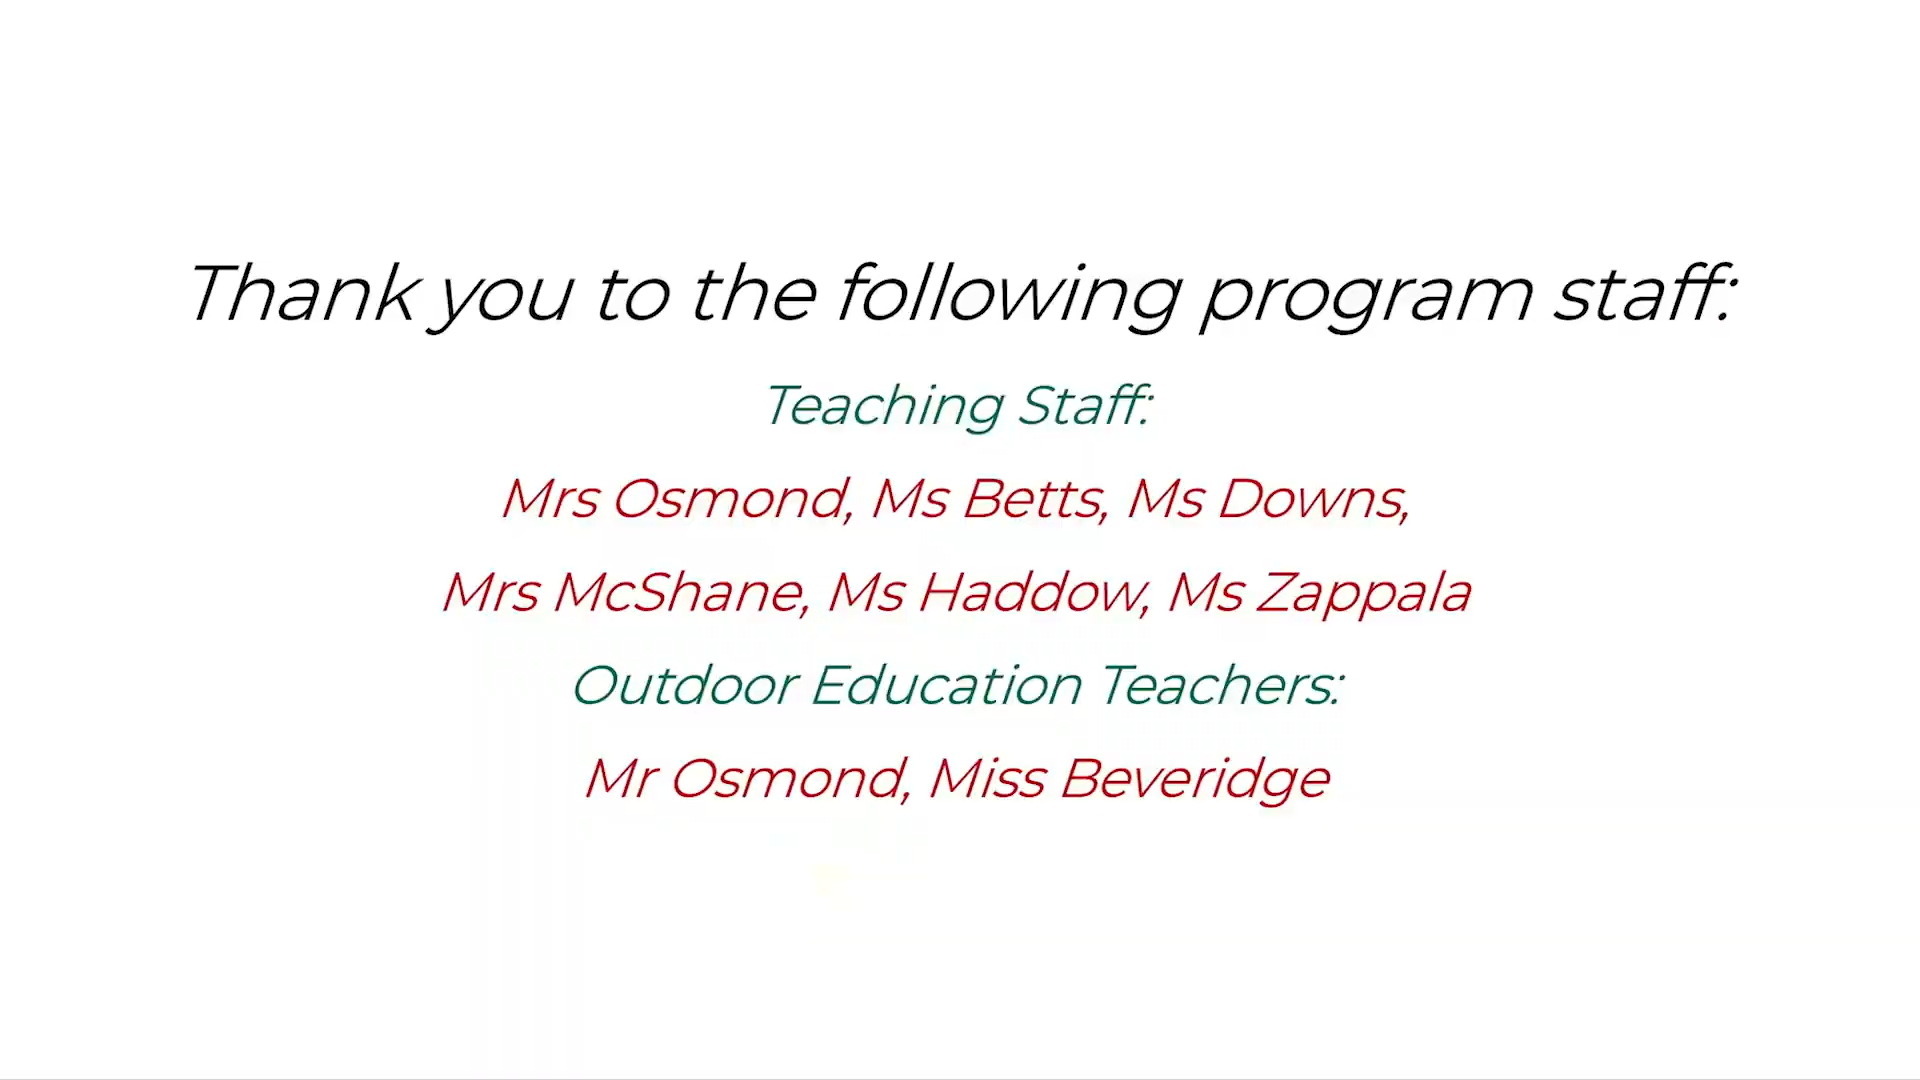 Thank you to the following program staff:
Teaching Staff:
Mrs Osmond, Ms Betts, Ms Downs,
Mrs McShane, Ms Haddow, Ms Zappala
Outdoor Education Teachers:
Mr Osmond, Miss Beveridge